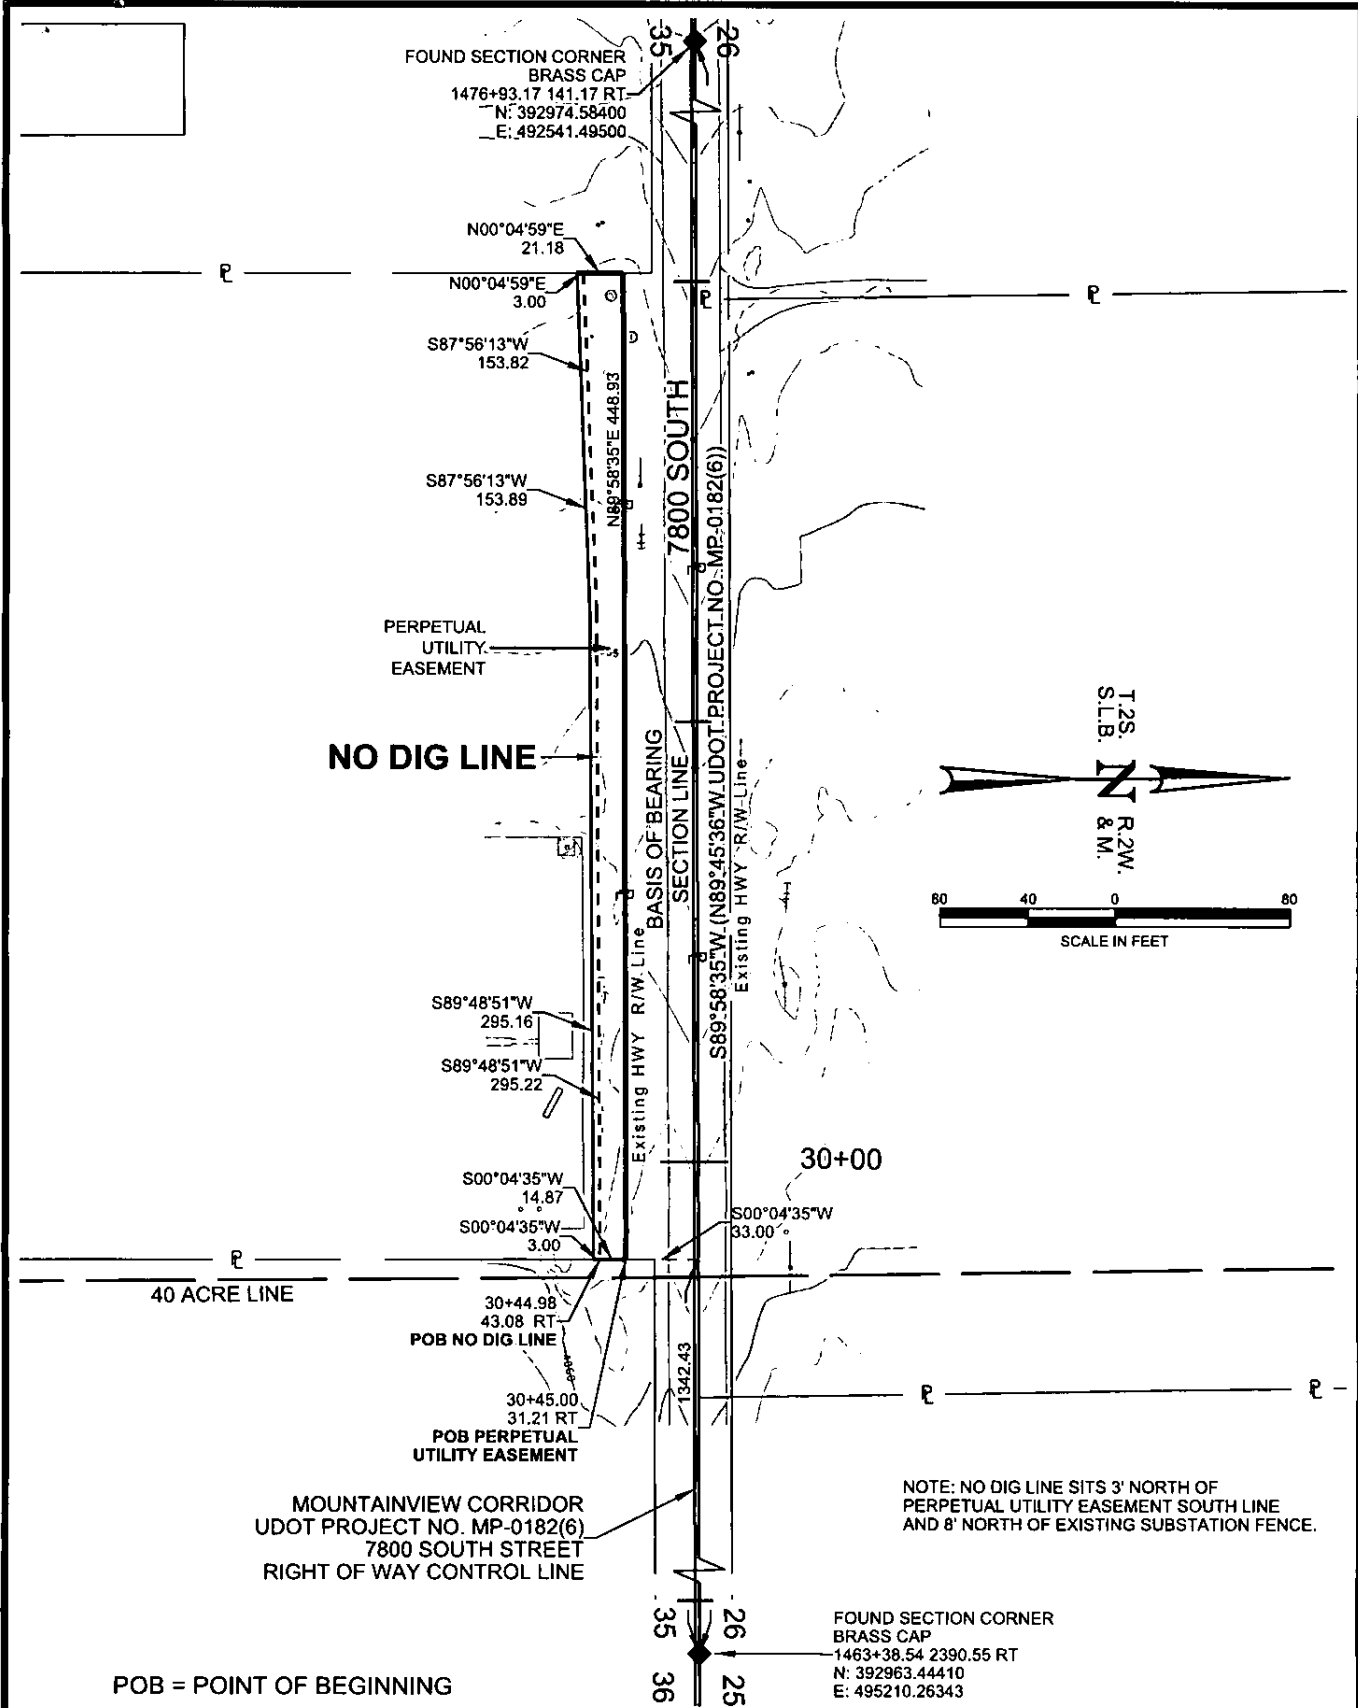 35
26
FOUND SECTION CORNER
BRASS CAP
1476+93.17 141.17 RT
N: 392974.58400
E: 492541.49500
N00°04'59"E
21.18
N00°04'59"E
3.00
S87°56'13"W
153.82
S87°56'13"W
153.89
N89°58'35"E 448.93
7800 SOUTH
PERPETUAL
UTILITY
EASEMENT
NO DIG LINE
BASIS OF BEARING
SECTION LINE
S89°58'35"W (N89°45'36"W UDOT PROJECT NO. MP-0182(6))
Existing HWY R/W Line
Existing HWY R/W Line
T.2S. R.2W.
S.L.B. & M.
N
80 40 0 80
SCALE IN FEET
S89°48'51"W
295.16
S89°48'51"W
295.22
30+00
S00°04'35"W
14.87
S00°04'35"W
3.00
S00°04'35"W
33.00
40 ACRE LINE
30+44.98
43.08 RT
POB NO DIG LINE
1342.43
30+45.00
31.21 RT
POB PERPETUAL
UTILITY EASEMENT
MOUNTAINVIEW CORRIDOR
UDOT PROJECT NO. MP-0182(6)
7800 SOUTH STREET
RIGHT OF WAY CONTROL LINE
NOTE: NO DIG LINE SITS 3' NORTH OF
PERPETUAL UTILITY EASEMENT SOUTH LINE
AND 8' NORTH OF EXISTING SUBSTATION FENCE.
35
26
36
25
FOUND SECTION CORNER
BRASS CAP
1463+38.54 2390.55 RT
N: 392963.44410
E: 495210.26343
POB = POINT OF BEGINNING